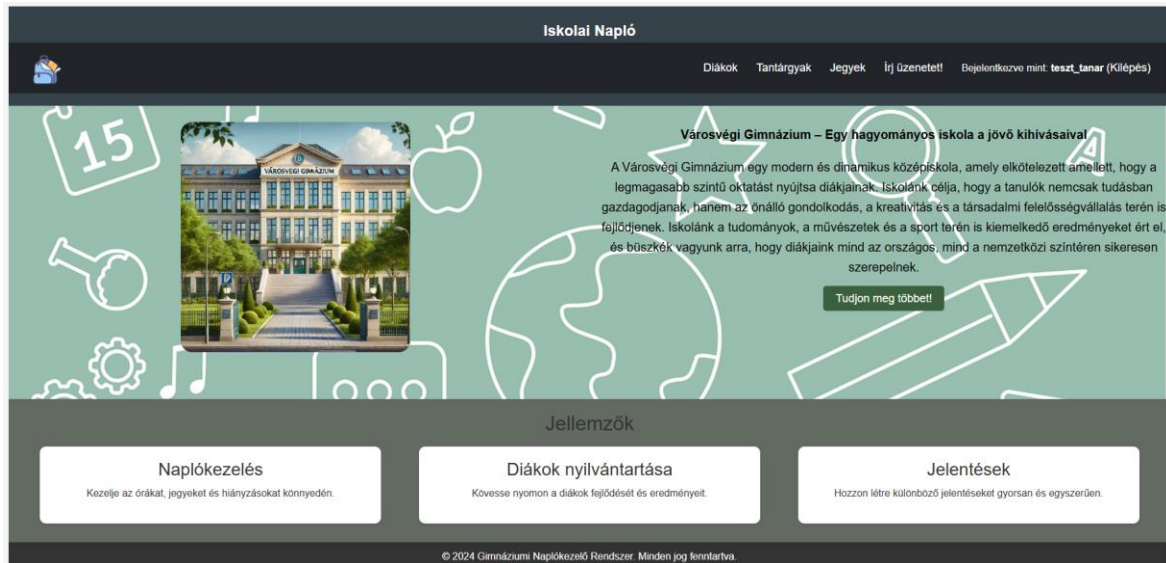 Iskolai Napló
Diákok Tantárgyak Jegyek Írj üzenetet! Bejelentkezve mint: teszt_tanar (Kilépés)
15
VÁROSVÉGI GIMNÁZIUM
A
Városvégi Gimnázium – Egy hagyományos iskola a jövő kihívásaival
A Városvégi Gimnázium egy modern és dinamikus középiskola, amely elkötelezett amellett, hogy a
legmagasabb szintű oktatást nyújtsa diákjainak. Iskolánk célja, hogy a tanulók nemcsak tudásban
gazdagodjanak, hanem az önálló gondolkodás, a kreativitás és a társadalmi felelősségvállalás terén is
fejlődjenek. Iskolánk a tudományok, a művészetek és a sport terén is kiemelkedő eredményeket ért el,
és büszkék vagyunk arra, hogy diákjaink mind az országos, mind a nemzetközi színtéren sikeresen
szerepelnek.
Tudjon meg többet!
Jellemzők
Naplókezelés
Kezelje az órákat, jegyeket és hiányzásokat könnyedén.
Diákok nyilvántartása
Kövesse nyomon a diákok fejlődését és eredményeit.
Jelentések
Hozzon létre különböző jelentéseket gyorsan és egyszerűen.
© 2024 Gimnáziumi Naplókezelő Rendszer. Minden jog fenntartva.